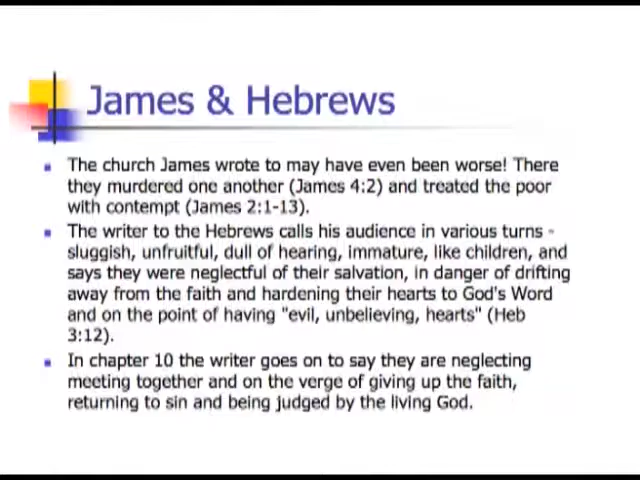 James & Hebrews
The church James wrote to may have even been worse! There
they murdered one another (James 4:2) and treated the poor
with contempt (James 2:1-13).
The writer to the Hebrews calls his audience in various turns -
sluggish, unfruitful, dull of hearing, immature, like children, and
says they were neglectful of their salvation, in danger of drifting
away from the faith and hardening their hearts to God's Word
and on the point of having "evil, unbelieving, hearts" (Heb
3:12).
In chapter 10 the writer goes on to say they are neglecting
meeting together and on the verge of giving up the faith,
returning to sin and being judged by the living God.